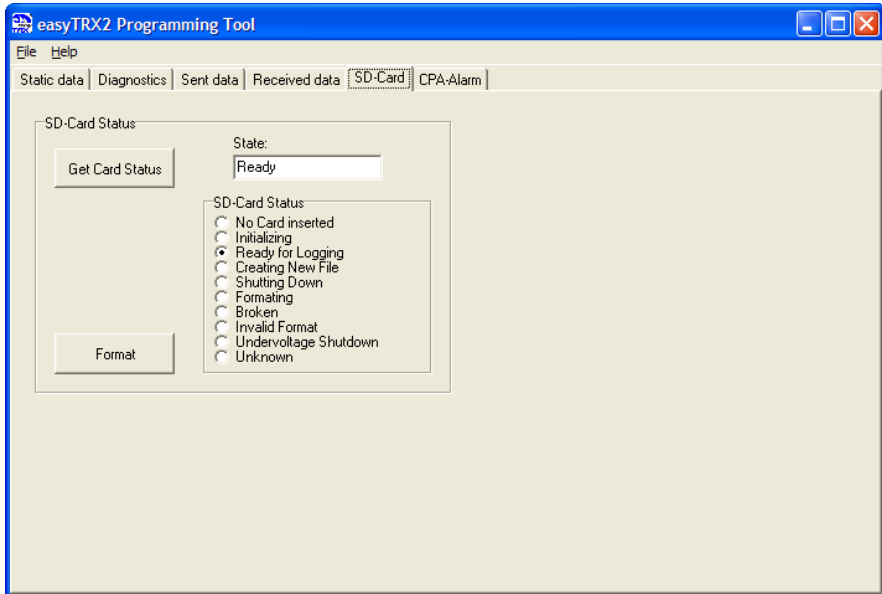 easyTRX2 Programming Tool
File Help
Static data Diagnostics Sent data Received data SD-Card CPA-Alarm
SD-Card Status
State:
Get Card Status
Ready
SD-Card Status
No Card inserted
Initializing
Ready for Logging
Creating New File
Shutting Down
Formating
Broken
Invalid Format
Undervoltage Shutdown
Unknown
Format